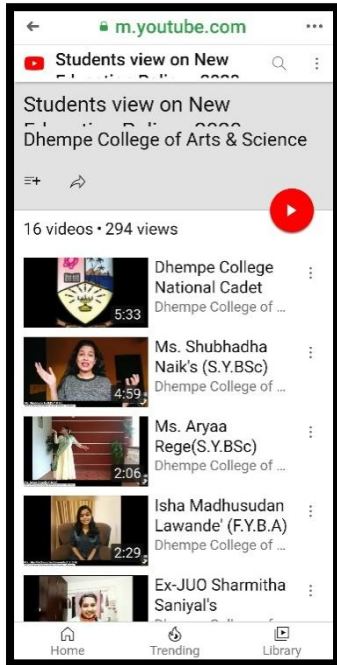 m.youtube.com
Students view on New
Students view on New
Dhempe College of Arts & Science
16 videos • 294 views
5:33
Dhempe College
National Cadet
Dhempe College of ...
4:59
Ms. Shubhadha
Naik's (S.Y.BSc)
Dhempe College of ...
2:06
Ms. Aryaa
Rege(S.Y.BSc)
Dhempe College of ...
2:29
Isha Madhusudan
Lawande' (F.Y.B.A)
Dhempe College of ...
Ex-JUO Sharmitha
Saniyal's
Home
Trending
Library